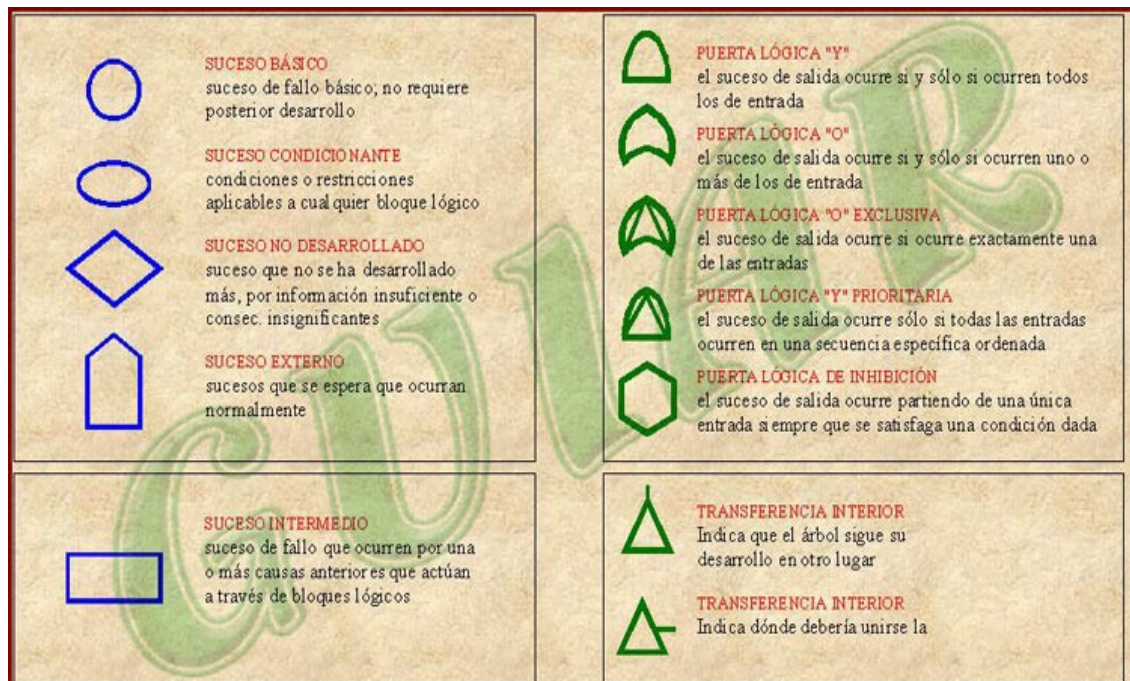 SUCESO BÁSICO
suceso de fallo básico; no requiere
posterior desarrollo
SUCESO CONDICIONANTE
condiciones o restricciones
aplicables a cualquier bloque lógico
SUCESO NO DESARROLLADO
suceso que no se ha desarrollado
más, por información insuficiente o
consec. insignificantes
SUCESO EXTERNO
sucesos que se espera que ocurran
normalmente
PUERTA LÓGICA "Y"
el suceso de salida ocurre si y sólo si ocurren todos
los de entrada
PUERTA LÓGICA "O"
el suceso de salida ocurre si y sólo si ocurren uno o
más de los de entrada
PUERTA LÓGICA "O" EXCLUSIVA
el suceso de salida ocurre si ocurre exactamente una
de las entradas
PUERTA LÓGICA "Y" PRIORITARIA
el suceso de salida ocurre sólo si todas las entradas
ocurren en una secuencia específica ordenada
PUERTA LÓGICA DE INHIBICIÓN
el suceso de salida ocurre partiendo de una única
entrada siempre que se satisfaga una condición dada
SUCESO INTERMEDIO
suceso de fallo que ocurren por una
o más causas anteriores que actúan
a través de bloques lógicos
TRANSFERENCIA INTERIOR
Indica que el árbol sigue su
desarrollo en otro lugar
TRANSFERENCIA INTERIOR
Indica dónde debería unirse la
GUIAR